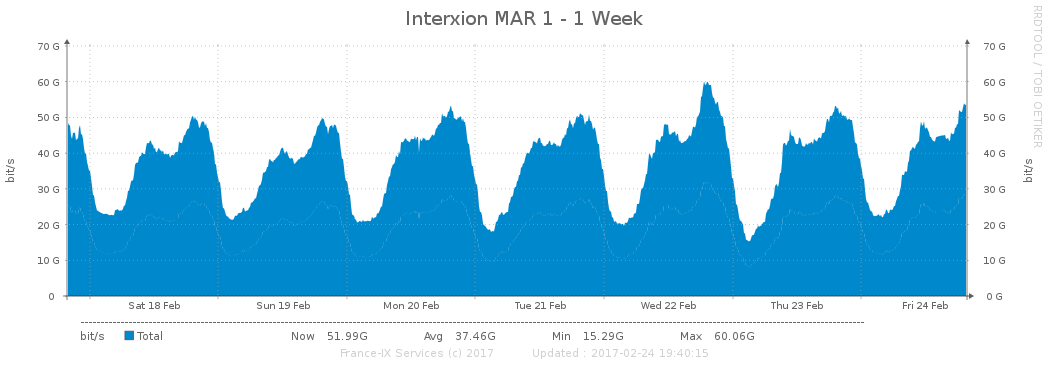 Interxion MAR 1 - 1 Week
RRDTOOL / TOBI OETIKER
70 G 70 G
60 G 60 G
50 G 50 G
40 G 40 G
30 G 30 G
20 G 20 G
10 G 10 G
0 0 G
bit/s bit/s
Sat 18 Feb Sun 19 Feb Mon 20 Feb Tue 21 Feb Wed 22 Feb Thu 23 Feb Fri 24 Feb
bit/s Total Now 51.99G Avg 37.46G Min 15.29G Max 60.06G
France-IX Services (c) 2017 Updated : 2017-02-24 19:40:15